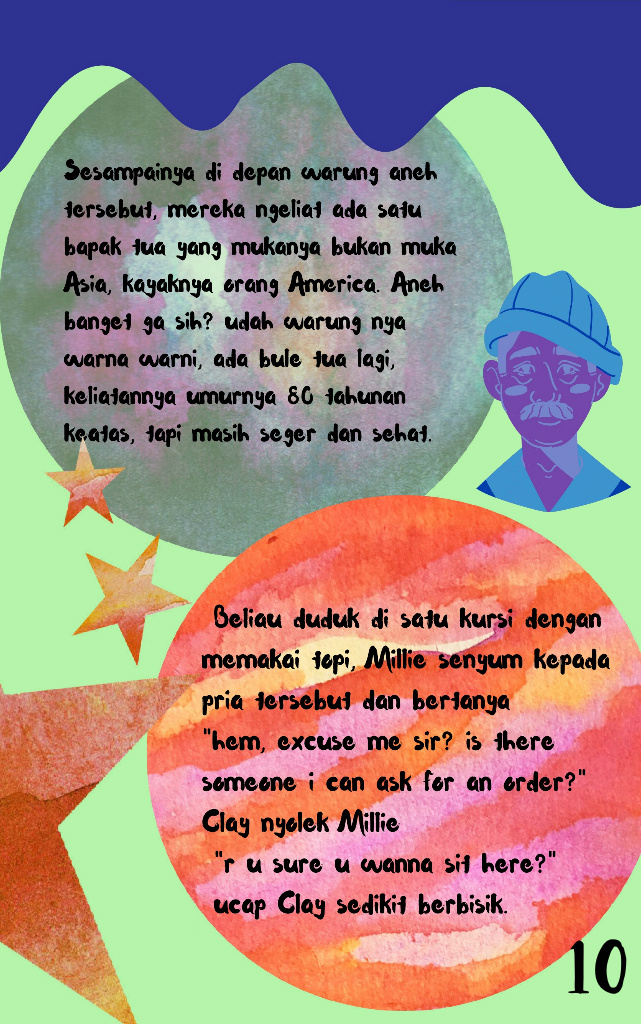 Sesampainya di depan warung aneh
tersebut, mereka ngeliat ada satu
bapak tua yang mukanya bukan muka
Asia, kayaknya orang America. Aneh
banget ga sih? udah warung nya
warna warni, ada bule tua lagi,
keliatannya umurnya 80 tahunan
keatas, tapi masih seger dan sehat.
Beliau duduk di satu kursi dengan
memakai topi, Millie senyum kepada
pria tersebut dan bertanya
"hem, excuse me sir? is there
someone i can ask for an order?"
Clay nyolek Millie
"r u sure u wanna sit here?"
ucap Clay sedikit berbisik.
10